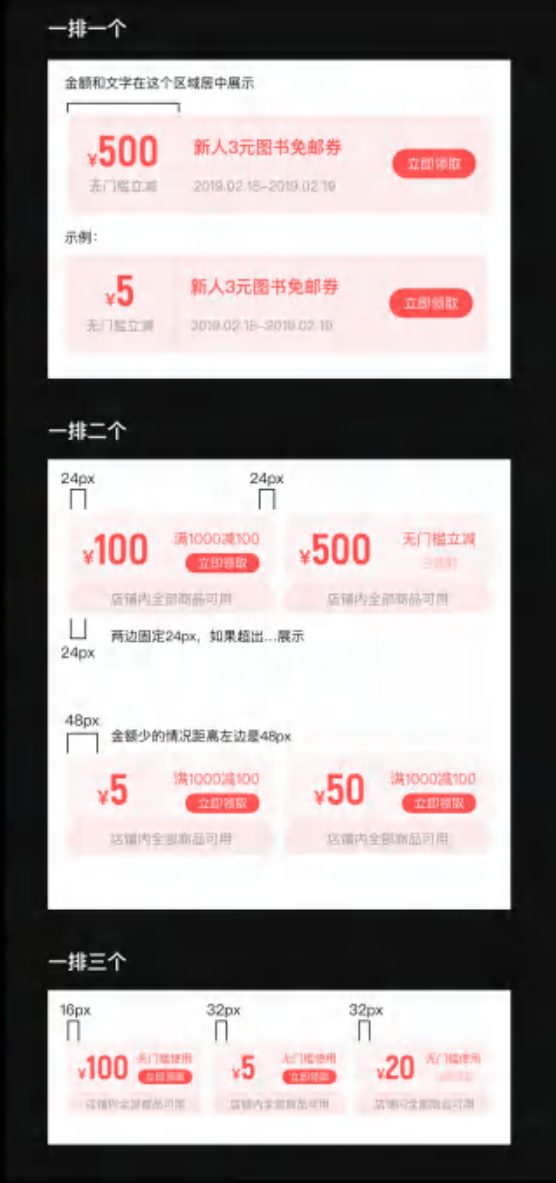 一排一个
金额和文字在这个区域居中展示
¥500
新人3元图书免邮券
立即领取
无门槛立减
2019.02.18-2019.02.19
示例：
¥5
新人3元图书免邮券
立即领取
无门槛立减
2019.02.18-2019.02.19
一排二个
24px
24px
¥100
满1000减100
立即领取
¥500
无门槛立减
店铺内全部商品可用
店铺内全部商品可用
24px
两边固定24px，如果超出...展示
48px
金额少的情况距离左边是48px
¥5
满1000减100
立即领取
¥50
满1000减100
立即领取
店铺内全部商品可用
店铺内全部商品可用
一排三个
16px
32px
32px
¥100
无门槛使用
立即领取
¥5
无门槛使用
立即领取
¥20
无门槛使用
店铺内全部商品可用
店铺内全部商品可用
店铺内全部商品可用